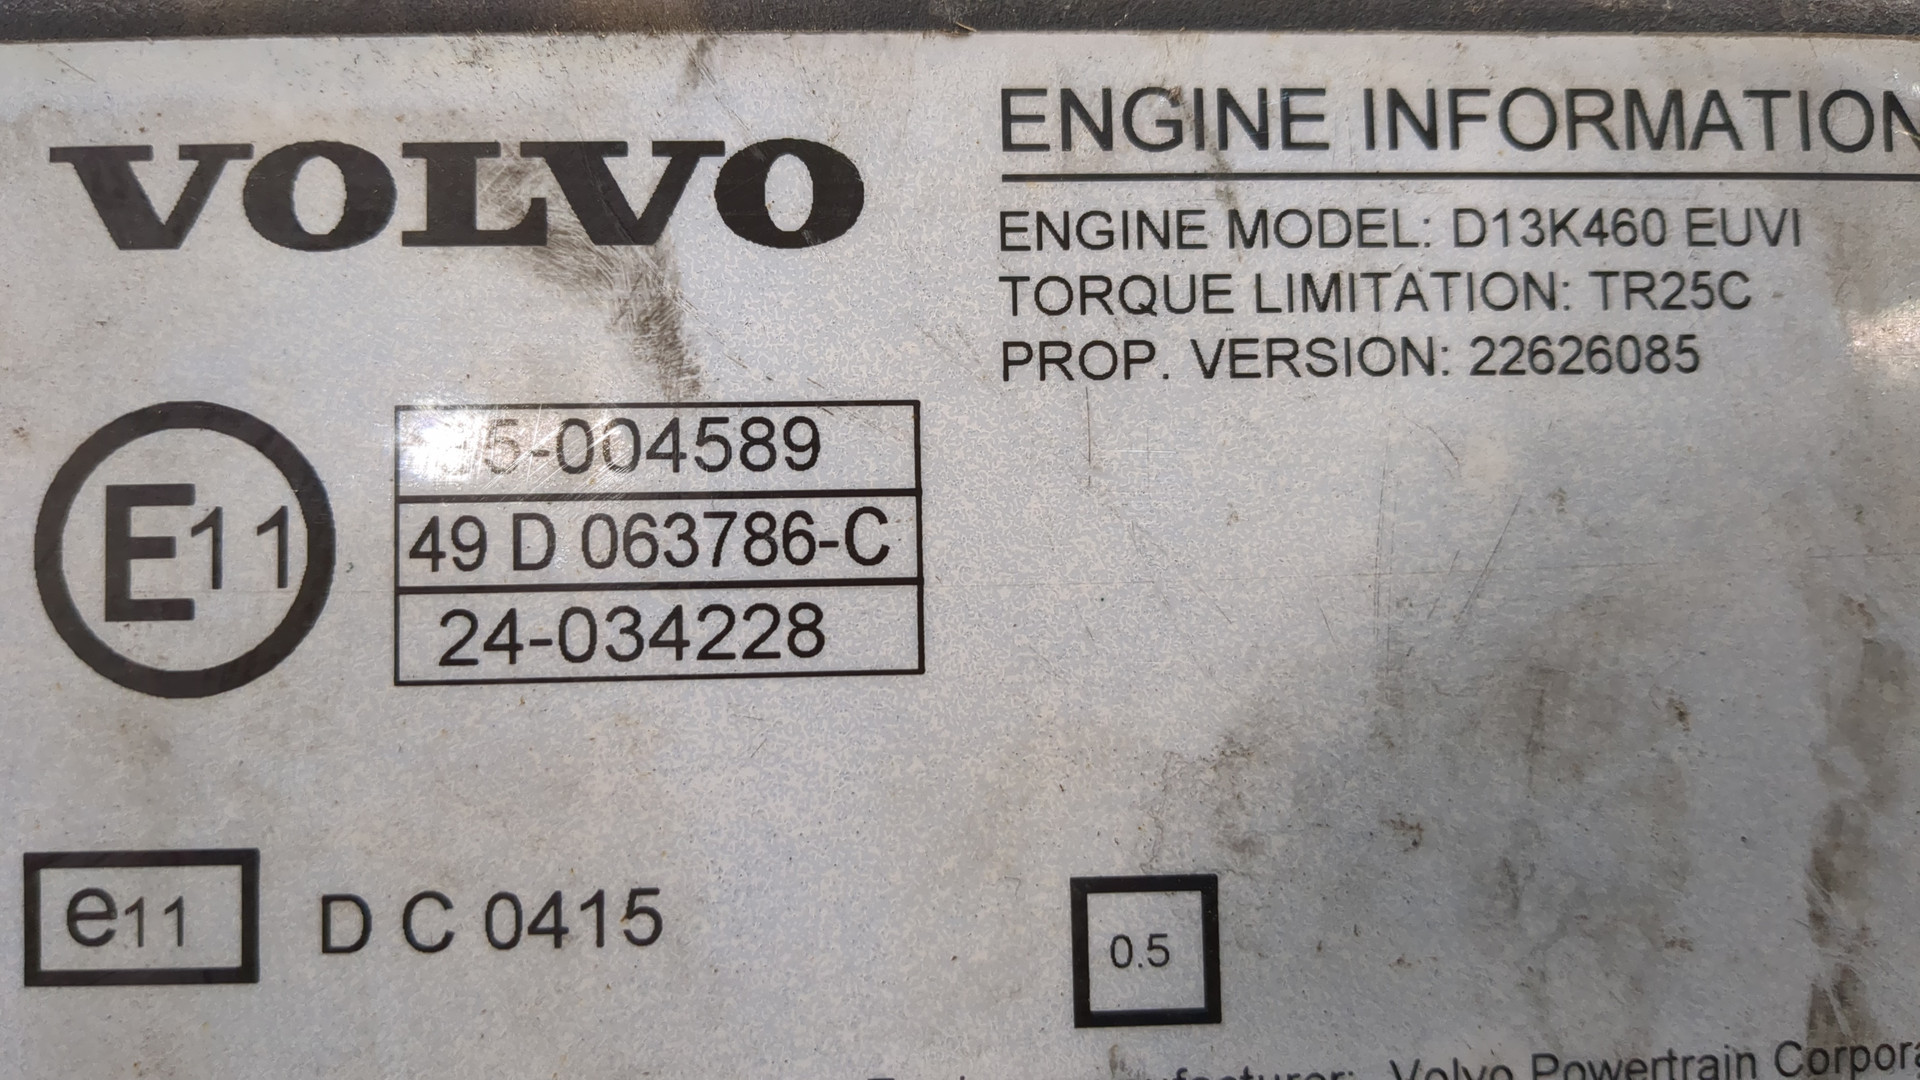 VOLVO
ENGINE INFORMATION
ENGINE MODEL: D13K460 EUVI
TORQUE LIMITATION: TR25C
PROP. VERSION: 22626085
E11
5-004589
49 D 063786-C
24-034228
e11 D C 0415
0.5
Volvo Powertrain